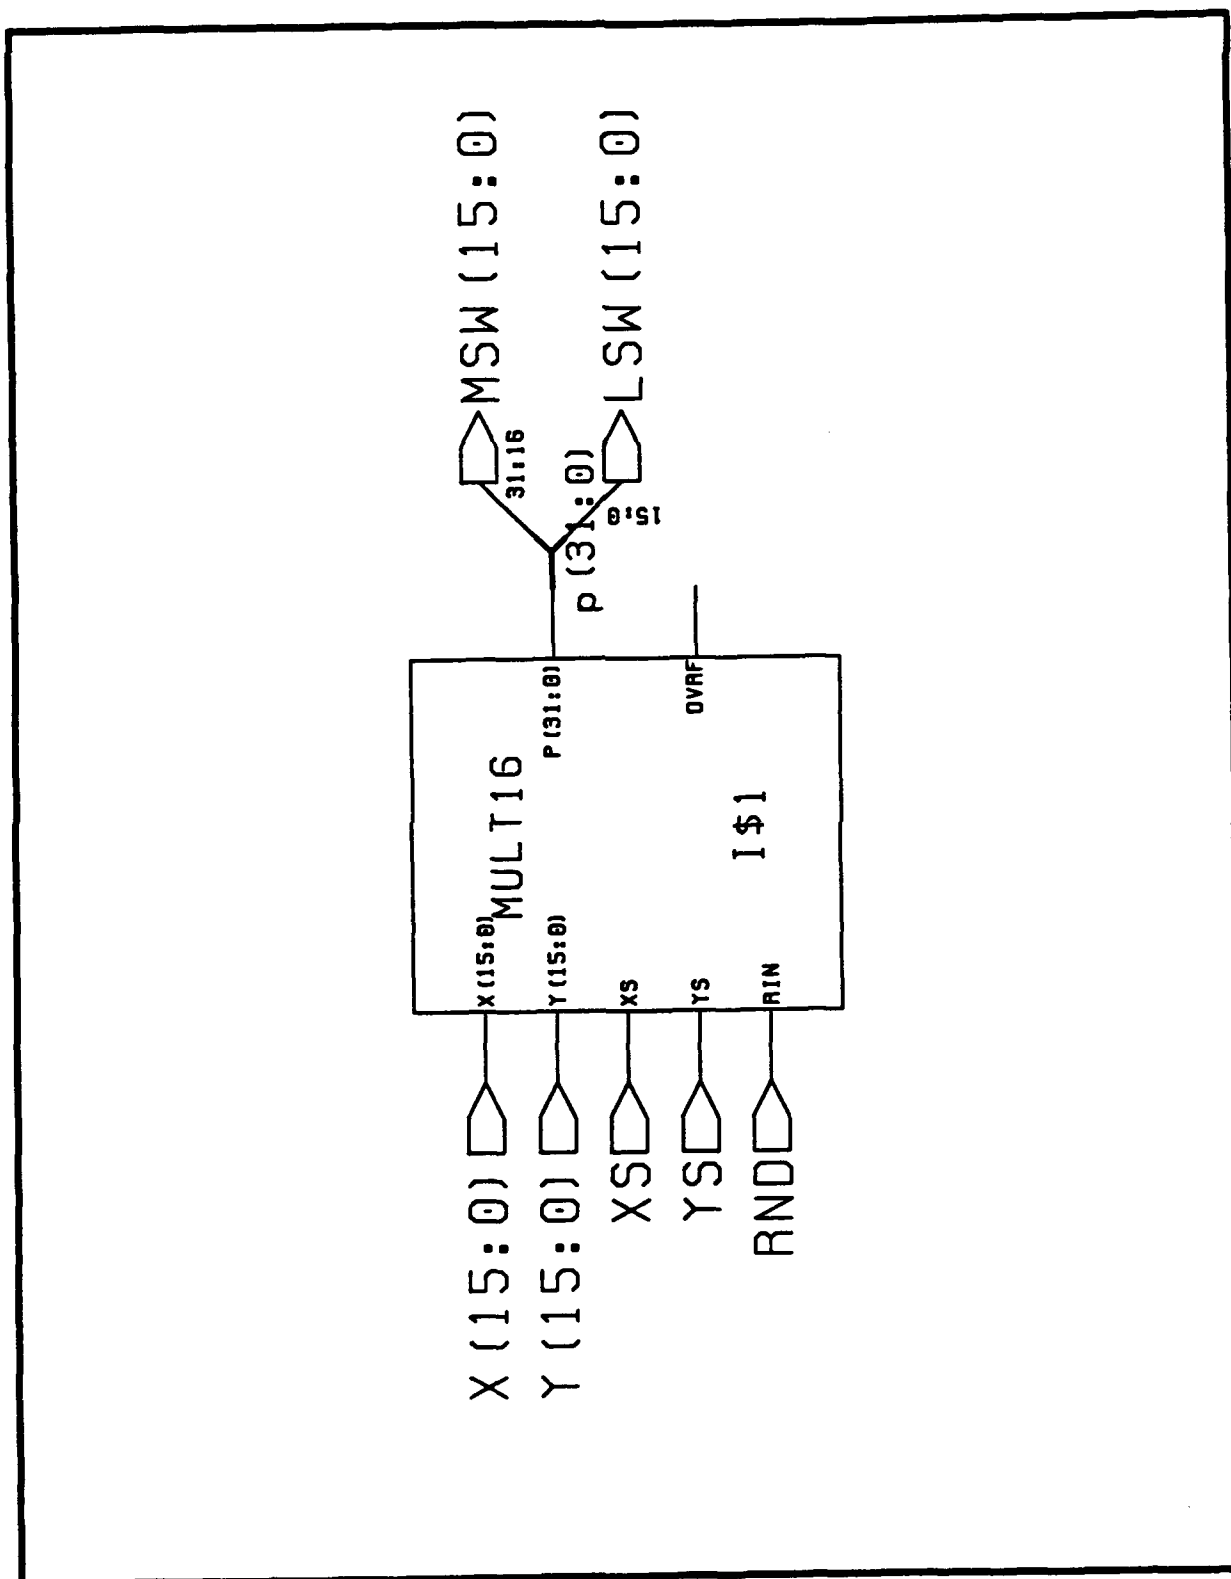 X(15:0)
Y(15:0)
XS
YS
RND
X(15:0)
MULT16
Y(15:0)
XS
YS
RIN
I$1
P(31:0)
OVRF
p(31:0)
31:16
15:0
MSW(15:0)
LSW(15:0)